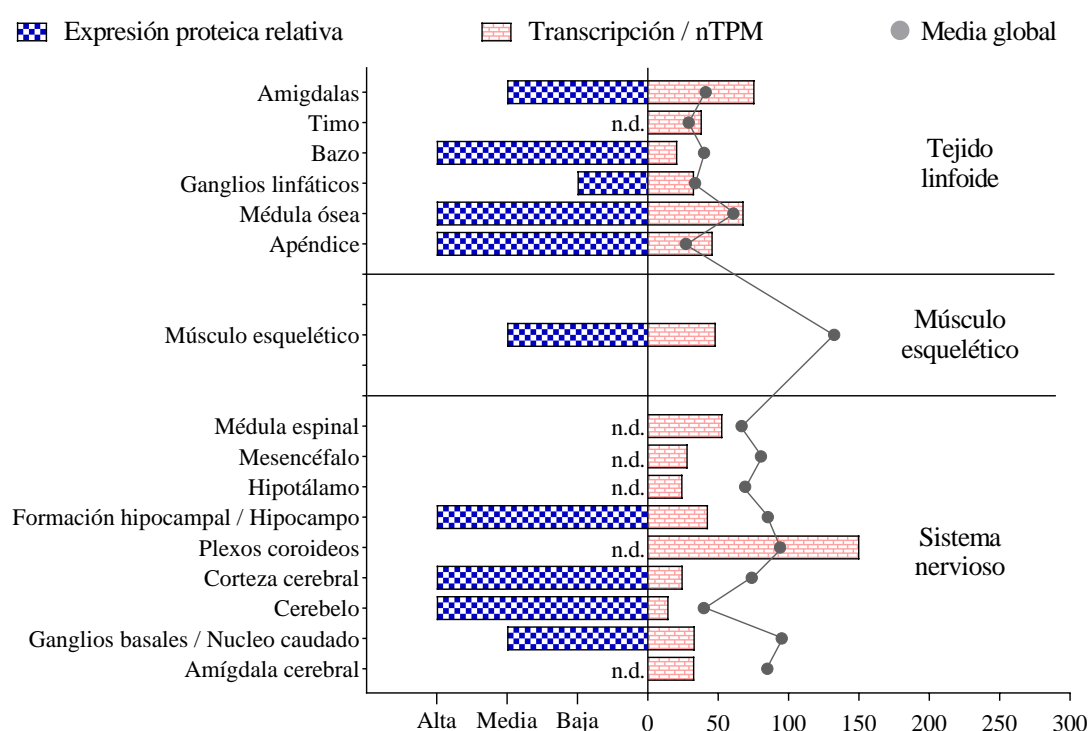 Expresión proteica relativa
Transcripción / nTPM
Media global
Amigdalas
Timo
n.d.
Bazo
Ganglios linfáticos
Médula ósea
Apéndice
Tejido
linfoide
Músculo esquelético
Músculo
esquelético
Médula espinal
n.d.
Mesencéfalo
n.d.
Hipotálamo
n.d.
Formación hipocampal / Hipocampo
Plexos coroideos
n.d.
Corteza cerebral
Cerebelo
Ganglios basales / Nucleo caudado
Amígdala cerebral
n.d.
Sistema
nervioso
Alta Media Baja 0 50 100 150 200 250 300